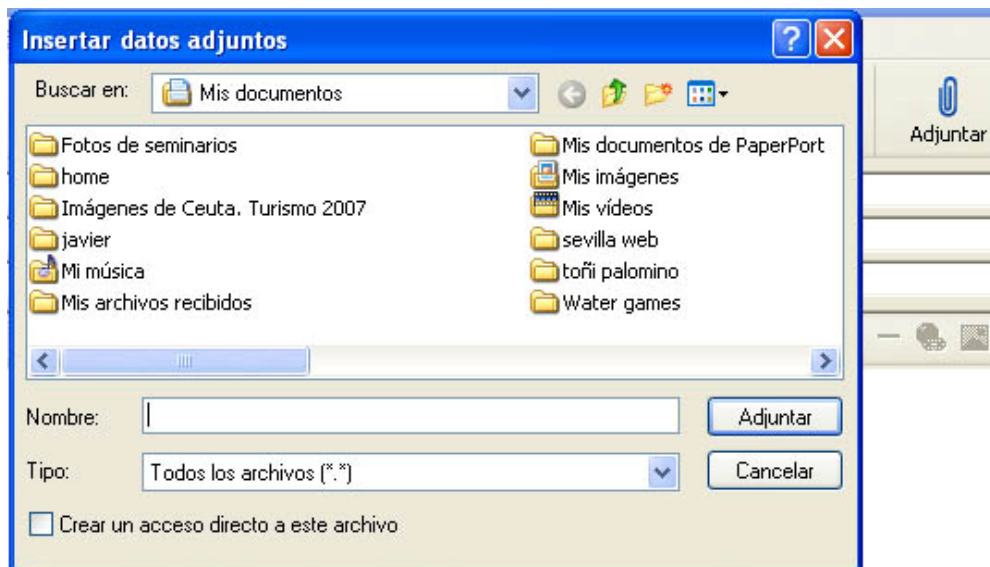 Insertar datos adjuntos
Buscar en: Mis documentos
Adjuntar
Fotos de seminarios
home
Imágenes de Ceuta. Turismo 2007
javier
Mi música
Mis archivos recibidos
Mis documentos de PaperPort
Mis imágenes
Mis vídeos
sevilla web
toñi palomino
Water games
Nombre:
Adjuntar
Tipo: Todos los archivos (*.*)
Cancelar
Crear un acceso directo a este archivo